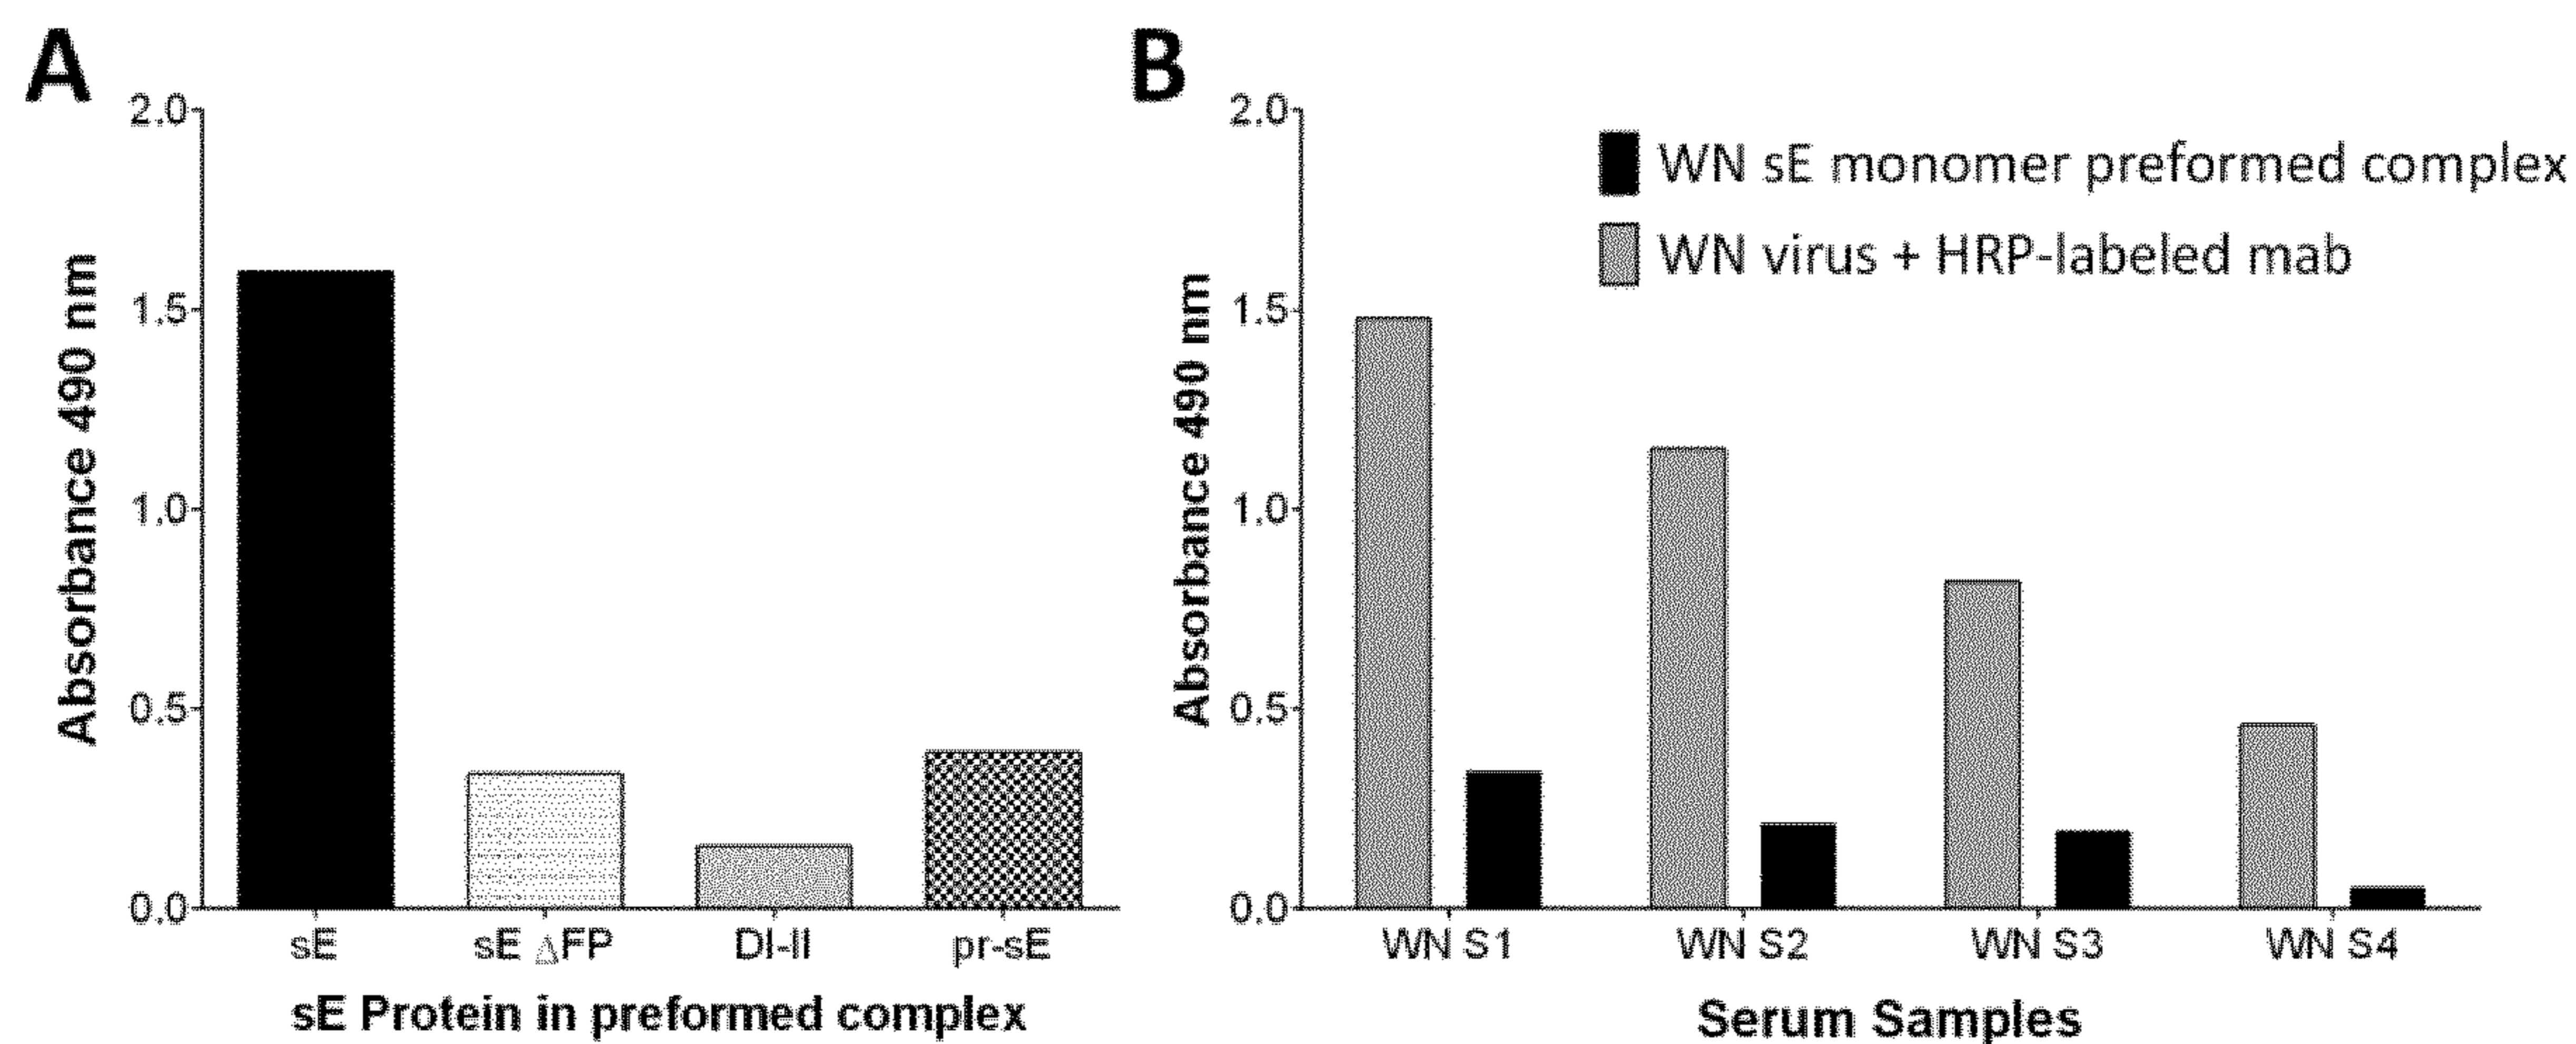 A
Absorbance 490 nm
2.0
1.5
1.0
0.5
0.0
sE
sE ΔFP
DI-II
pr-sE
sE Protein in preformed complex
B
Absorbance 490 nm
2.0
1.5
1.0
0.5
0.0
WN sE monomer preformed complex
WN virus + HRP-labeled mab
WN S1
WN S2
WN S3
WN S4
Serum Samples